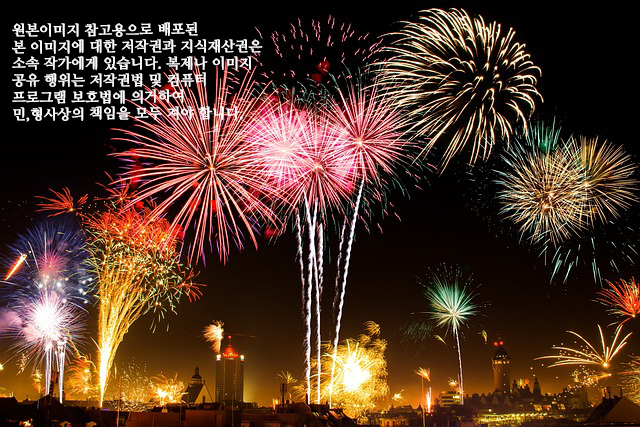 원본이미지 참고용으로 배포된
본 이미지에 대한 저작권과 지식재산권은
소속 작가에게 있습니다. 복제나 이미지
공유 행위는 저작권법 및 컴퓨터
프로그램 보호법에 의거하여
민,형사상의 책임을 모두 져야 합니다.